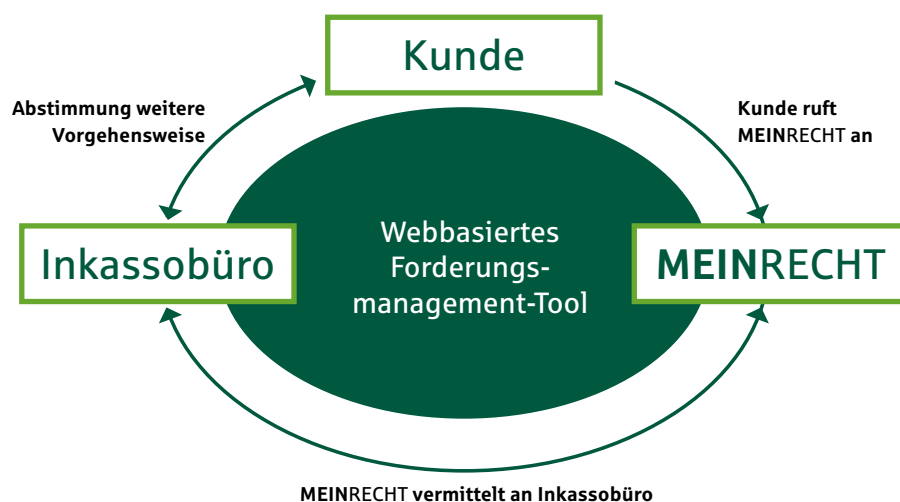 Kunde
Abstimmung weitere
Vorgehensweise
Kunde ruft
MEINRECHT an
Inkassobüro
Webbasiertes
Forderungs-
management-Tool
MEINRECHT
MEINRECHT vermittelt an Inkassobüro